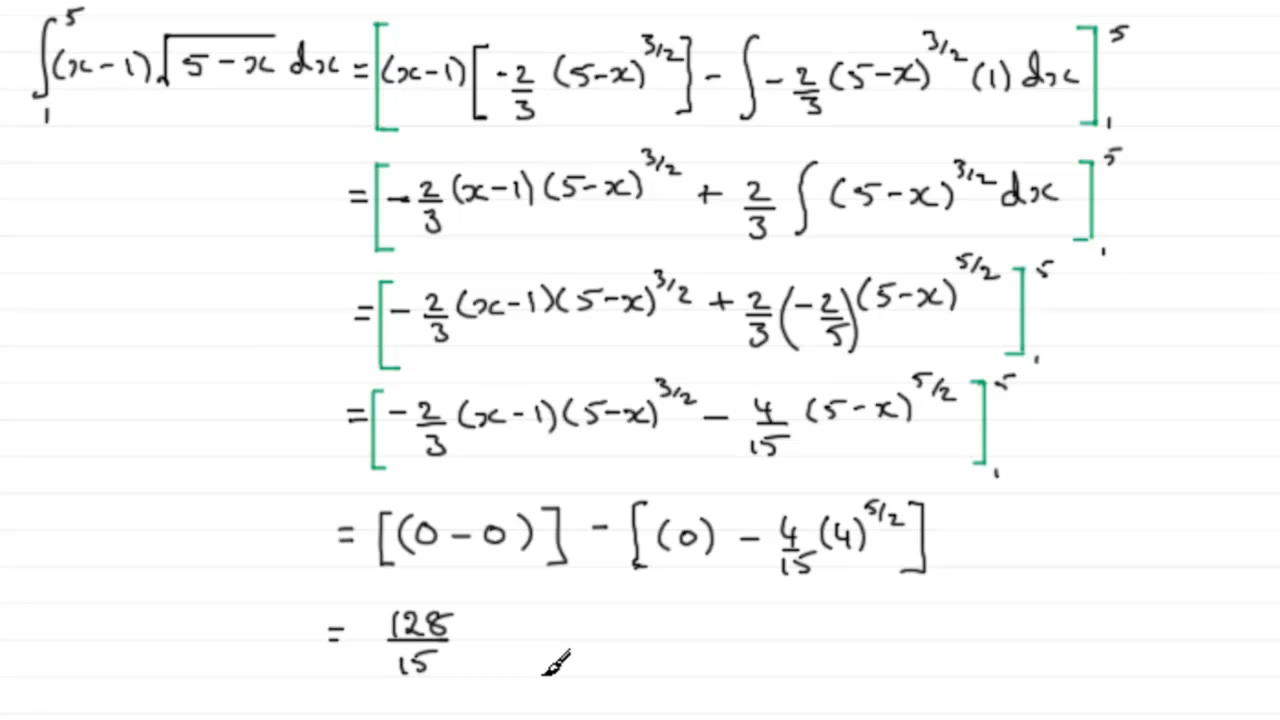 ∫₁⁵ (x-1)√(5-x) dx = [(x-1)[-2/3 (5-x)^(3/2)] - ∫ -2/3 (5-x)^(3/2) (1) dx]₁⁵
= [-2/3 (x-1)(5-x)^(3/2) + 2/3 ∫ (5-x)^(3/2) dx]₁⁵
= [-2/3 (x-1)(5-x)^(3/2) + 2/3 (-2/5)(5-x)^(5/2)]₁⁵
= [-2/3 (x-1)(5-x)^(3/2) - 4/15 (5-x)^(5/2)]₁⁵
= [(0-0)] - [(0) - 4/15 (4)^(5/2)]
= 128/15